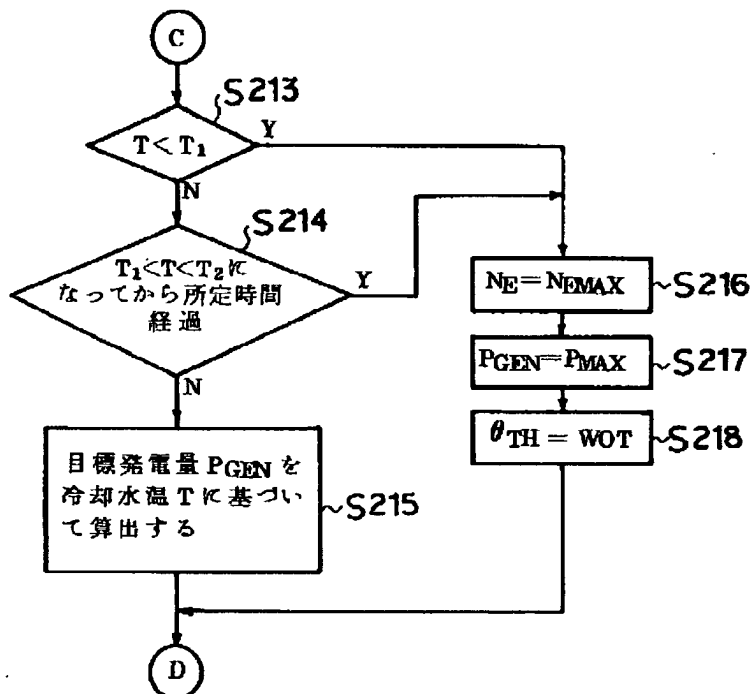 C
S213
T<T1
Y
N
S214
T1<T<T2に
なってから所定時間
経過
Y
N
目標発電量 PGENを
冷却水温 Tに基づい
て算出する
S215
NE=NEMAX
S216
PGEN=PMAX
S217
θTH=WOT
S218
D